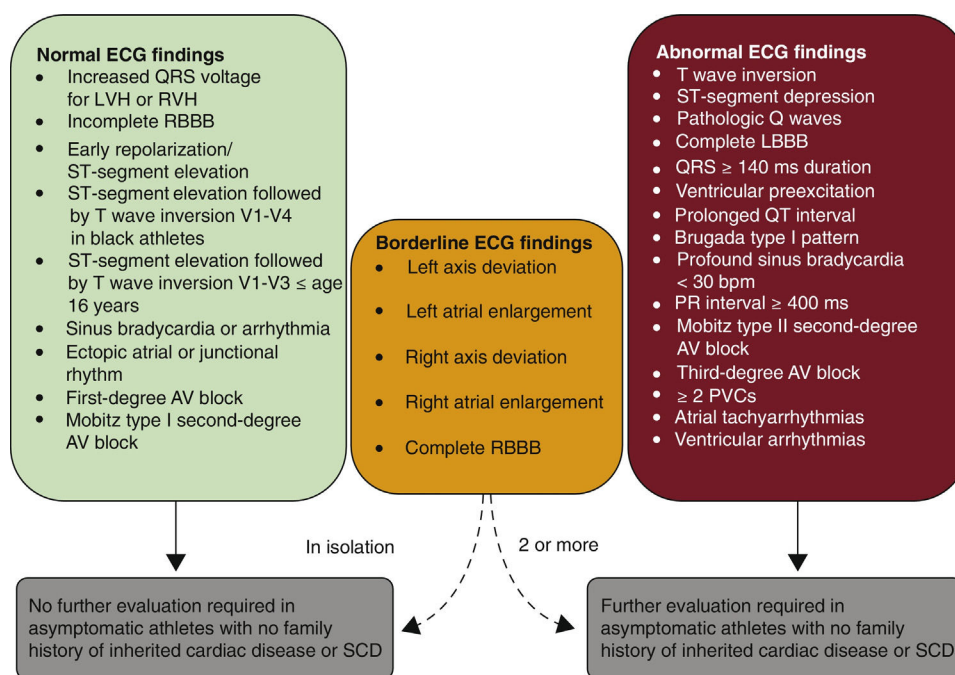 Normal ECG findings
• Increased QRS voltage
for LVH or RVH
• Incomplete RBBB
• Early repolarization/
ST-segment elevation
• ST-segment elevation followed
by T wave inversion V1-V4
in black athletes
• ST-segment elevation followed
by T wave inversion V1-V3 ≤ age
16 years
• Sinus bradycardia or arrhythmia
• Ectopic atrial or junctional
rhythm
• First-degree AV block
• Mobitz type I second-degree
AV block
Borderline ECG findings
• Left axis deviation
• Left atrial enlargement
• Right axis deviation
• Right atrial enlargement
• Complete RBBB
Abnormal ECG findings
• T wave inversion
• ST-segment depression
• Pathologic Q waves
• Complete LBBB
• QRS ≥ 140 ms duration
• Ventricular preexcitation
• Prolonged QT interval
• Brugada type I pattern
• Profound sinus bradycardia
< 30 bpm
• PR interval ≥ 400 ms
• Mobitz type II second-degree
AV block
• Third-degree AV block
• ≥ 2 PVCs
• Atrial tachyarrhythmias
• Ventricular arrhythmias
In isolation
2 or more
No further evaluation required in
asymptomatic athletes with no family
history of inherited cardiac disease or SCD
Further evaluation required in
asymptomatic athletes with no family
history of inherited cardiac disease or SCD